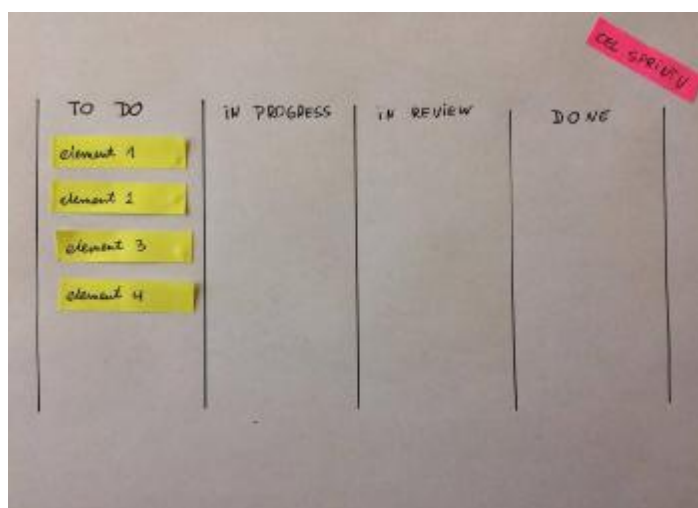 CEL SPRINTU
TO DO
IN PROGRESS
IN REVIEW
DONE
element 1
element 2
element 3
element 4